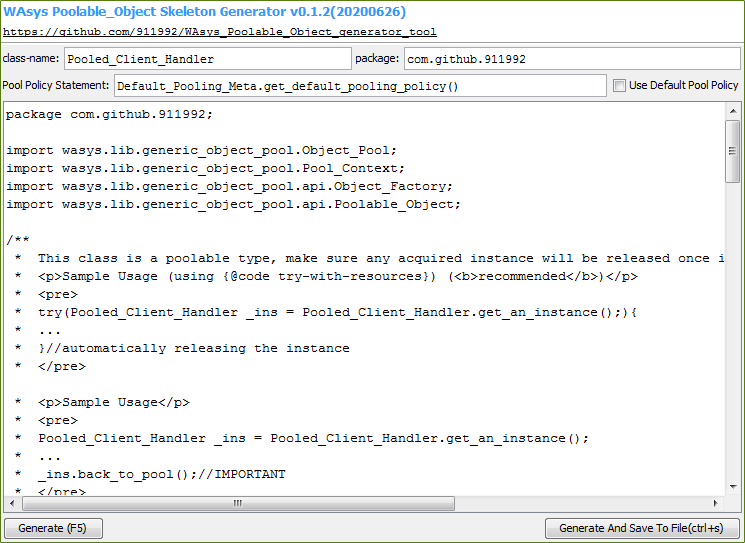 WAsys Poolable_Object Skeleton Generator v0.1.2(20200626)
https://github.com/911992/WAsys_Poolable_Object_generator_tool
class-name: Pooled_Client_Handler package: com.github.911992
Pool Policy Statement: Default_Pooling_Meta.get_default_pooling_policy() Use Default Pool Policy
package com.github.911992;
import wasys.lib.generic_object_pool.Object_Pool;
import wasys.lib.generic_object_pool.Pool_Context;
import wasys.lib.generic_object_pool.api.Object_Factory;
import wasys.lib.generic_object_pool.api.Poolable_Object;
/**
* This class is a poolable type, make sure any acquired instance will be released once i
* <p>Sample Usage (using {@code try-with-resources}) (<b>recommended</b>)</p>
* <pre>
* try(Pooled_Client_Handler _ins = Pooled_Client_Handler.get_an_instance();){
* ...
* }//automatically releasing the instance
* </pre>
* <p>Sample Usage</p>
* <pre>
* Pooled_Client_Handler _ins = Pooled_Client_Handler.get_an_instance();
* ...
* _ins.back_to_pool();//IMPORTANT
* </pre>
Generate (F5) Generate And Save To File(ctrl+s)